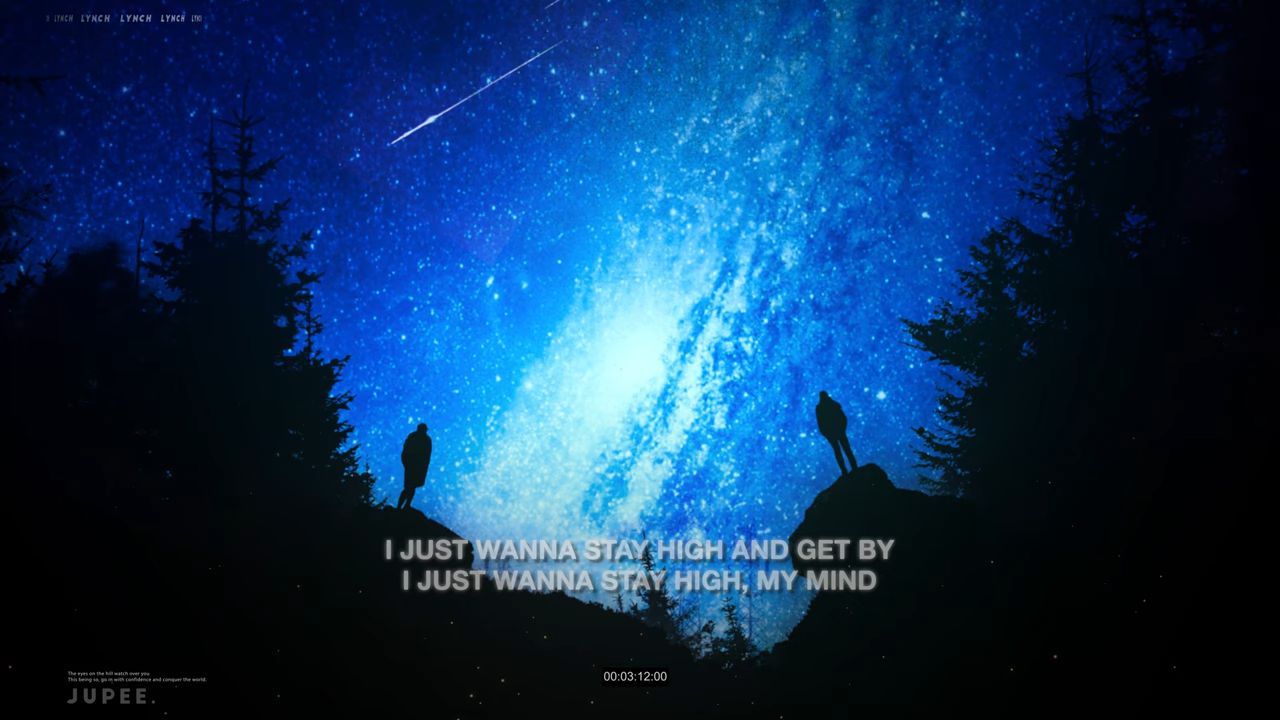 LYNCH LYNCH LYNCH LYNCH
I JUST WANNA STAY HIGH AND GET BY
I JUST WANNA STAY HIGH, MY MIND
00:03:12:00
The eyes on the hill watch over you
This being so, go in with confidence and conquer the world.
JUPEE.